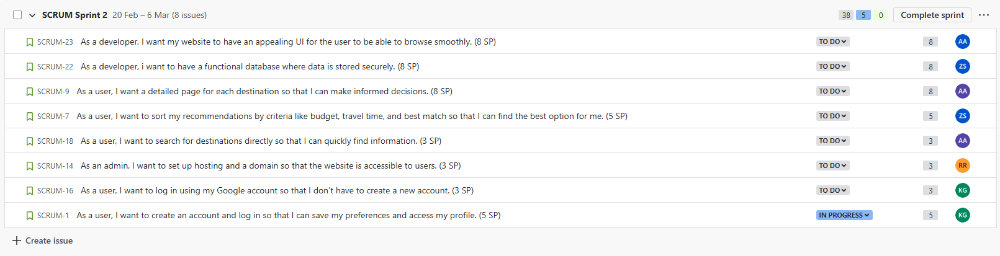 SCRUM Sprint 2 20 Feb – 6 Mar (8 issues) 38 5 0 Complete sprint
SCRUM-23 As a developer, I want my website to have an appealing UI for the user to be able to browse smoothly. (8 SP) TO DO 8 AA
SCRUM-22 As a developer, i want to have a functional database where data is stored securely. (8 SP) TO DO 8 ZS
SCRUM-9 As a user, I want a detailed page for each destination so that I can make informed decisions. (8 SP) TO DO 8 AA
SCRUM-7 As a user, I want to sort my recommendations by criteria like budget, travel time, and best match so that I can find the best option for me. (5 SP) TO DO 5 ZS
SCRUM-18 As a user, I want to search for destinations directly so that I can quickly find information. (3 SP) TO DO 3 AA
SCRUM-14 As an admin, I want to set up hosting and a domain so that the website is accessible to users. (3 SP) TO DO 3 RR
SCRUM-16 As a user, I want to log in using my Google account so that I don’t have to create a new account. (3 SP) TO DO 3 KG
SCRUM-1 As a user, I want to create an account and log in so that I can save my preferences and access my profile. (5 SP) IN PROGRESS 5 KG
Create issue